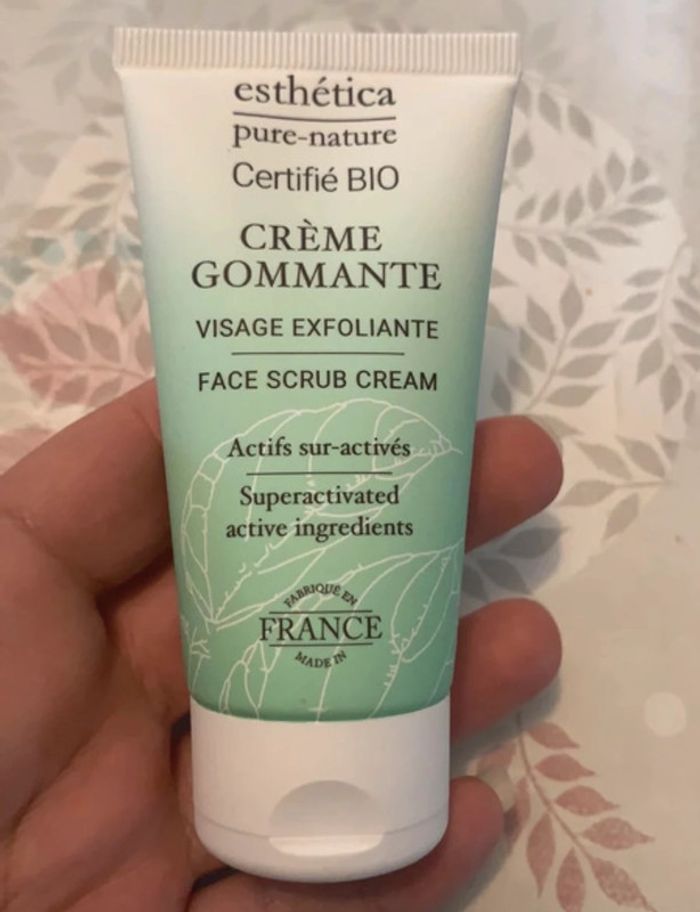 esthética
pure-nature
Certifié BIO
CRÈME
GOMMANTE
VISAGE EXFOLIANTE
FACE SCRUB CREAM
Actifs sur-activés
Superactivated
active ingredients
FABRIQUÉ EN
FRANCE
MADE IN